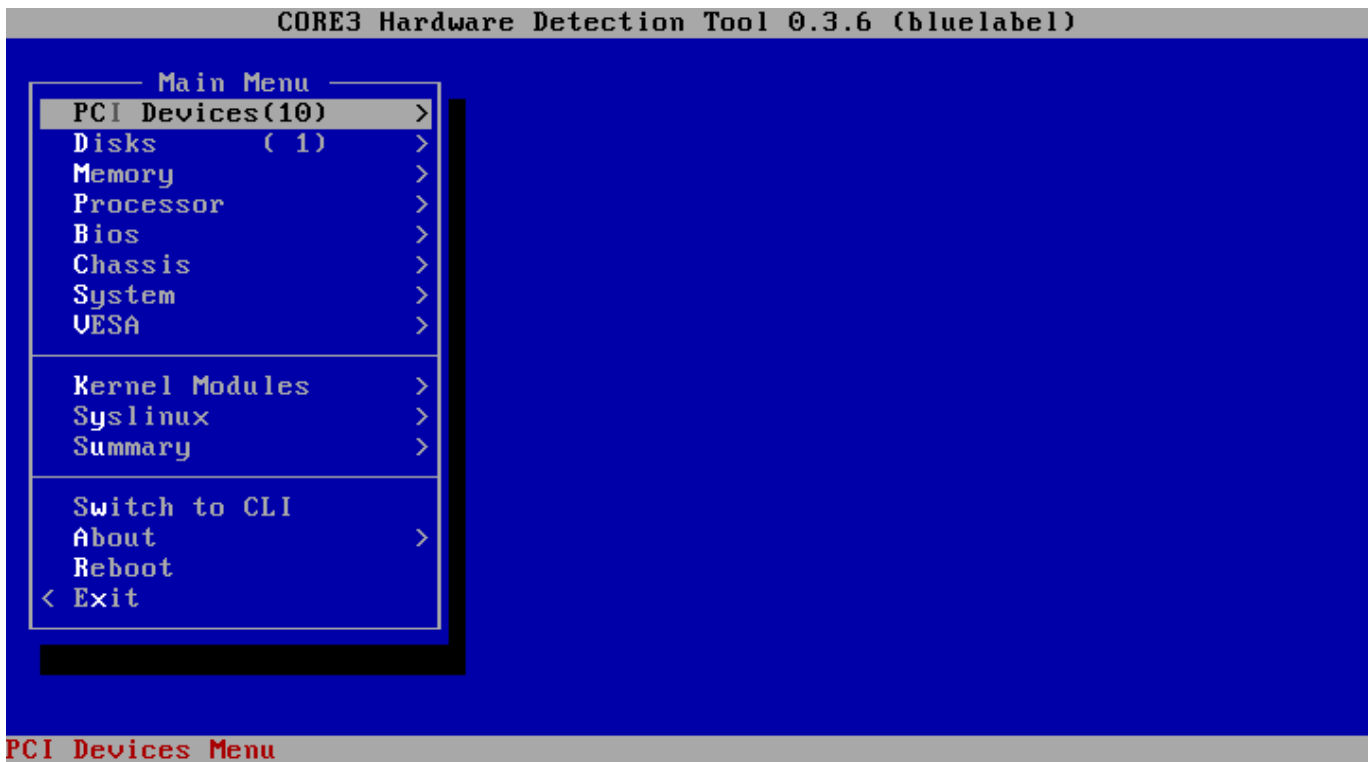 CORE3 Hardware Detection Tool 0.3.6 (bluelabel)
Main Menu
PCI Devices(10) >
Disks ( 1) >
Memory >
Processor >
Bios >
Chassis >
System >
VESA >
Kernel Modules >
Syslinux >
Summary >
Switch to CLI
About >
Reboot
< Exit
PCI Devices Menu